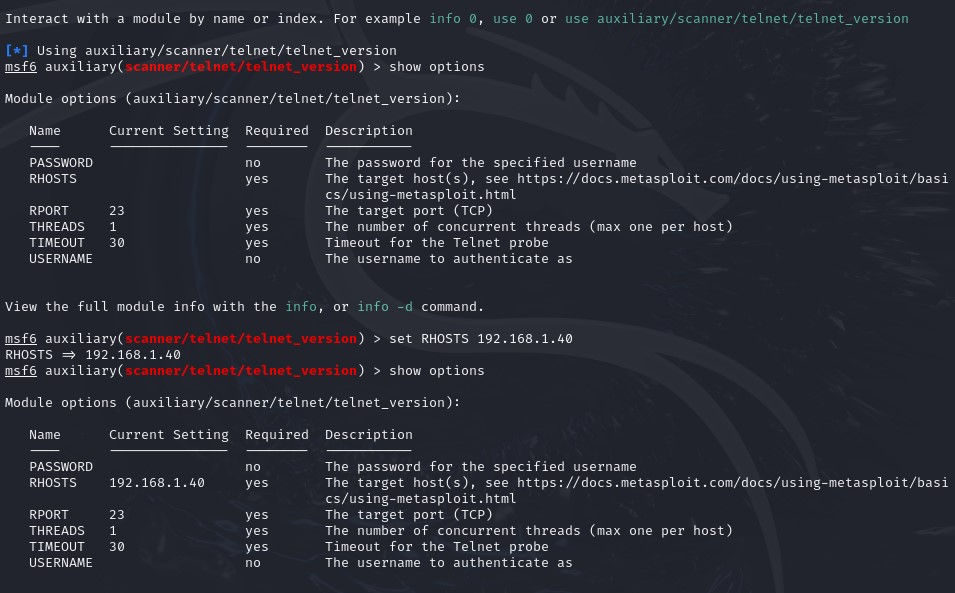 Interact with a module by name or index. For example info 0, use 0 or use auxiliary/scanner/telnet/telnet_version
[*] Using auxiliary/scanner/telnet/telnet_version
msf6 auxiliary(scanner/telnet/telnet_version) > show options
Module options (auxiliary/scanner/telnet/telnet_version):
Name Current Setting Required Description
PASSWORD no The password for the specified username
RHOSTS yes The target host(s), see https://docs.metasploit.com/docs/using-metasploit/basi
cs/using-metasploit.html
RPORT 23 yes The target port (TCP)
THREADS 1 yes The number of concurrent threads (max one per host)
TIMEOUT 30 yes Timeout for the Telnet probe
USERNAME no The username to authenticate as
View the full module info with the info, or info -d command.
msf6 auxiliary(scanner/telnet/telnet_version) > set RHOSTS 192.168.1.40
RHOSTS => 192.168.1.40
msf6 auxiliary(scanner/telnet/telnet_version) > show options
Module options (auxiliary/scanner/telnet/telnet_version):
Name Current Setting Required Description
PASSWORD no The password for the specified username
RHOSTS 192.168.1.40 yes The target host(s), see https://docs.metasploit.com/docs/using-metasploit/basi
cs/using-metasploit.html
RPORT 23 yes The target port (TCP)
THREADS 1 yes The number of concurrent threads (max one per host)
TIMEOUT 30 yes Timeout for the Telnet probe
USERNAME no The username to authenticate as